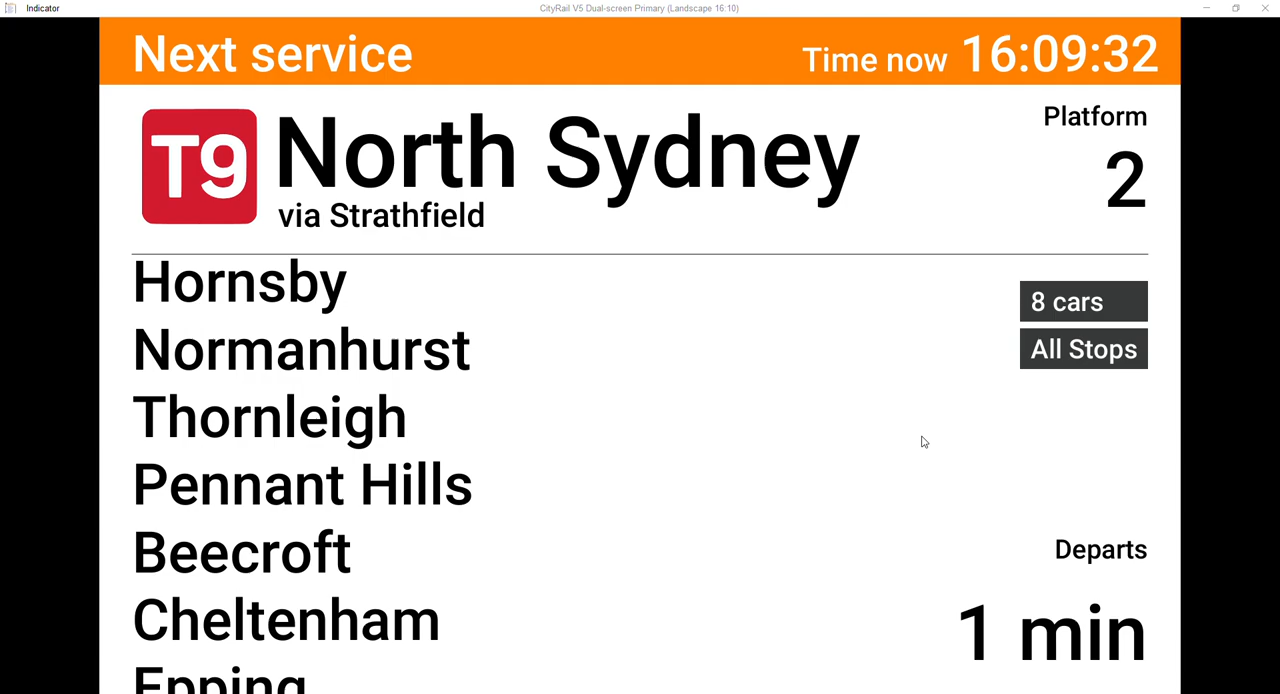 Indicator
CityRail V5 Dual-screen Primary (Landscape 16:10)
Next service
Time now 16:09:32
T9
North Sydney
via Strathfield
Platform
2
Hornsby
Normanhurst
Thornleigh
Pennant Hills
Beecroft
Cheltenham
Epping
8 cars
All Stops
Departs
1 min